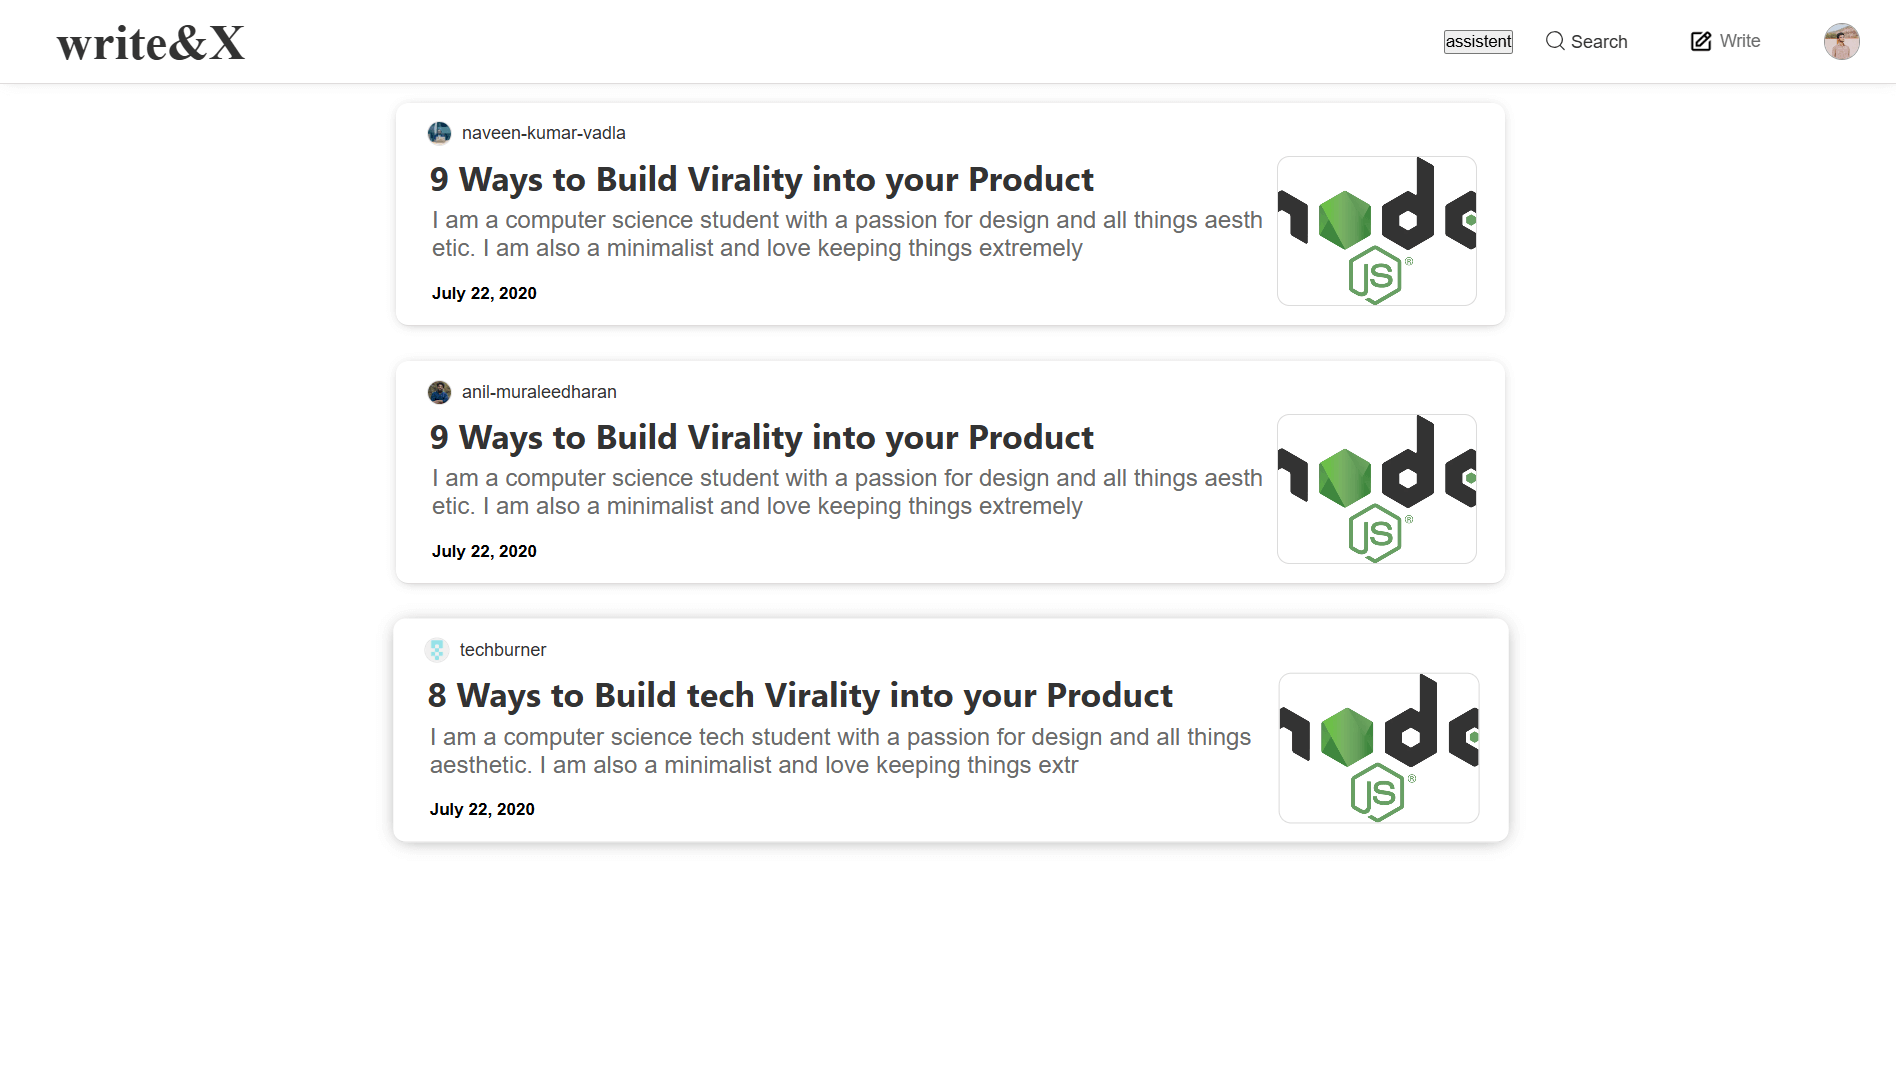 write&X
assistent
Search
Write
naveen-kumar-vadla
9 Ways to Build Virality into your Product
I am a computer science student with a passion for design and all things aesth
etic. I am also a minimalist and love keeping things extremely
July 22, 2020
node
JS
®
anil-muraleedharan
9 Ways to Build Virality into your Product
I am a computer science student with a passion for design and all things aesth
etic. I am also a minimalist and love keeping things extremely
July 22, 2020
node
JS
®
techburner
8 Ways to Build tech Virality into your Product
I am a computer science tech student with a passion for design and all things
aesthetic. I am also a minimalist and love keeping things extr
July 22, 2020
node
JS
®